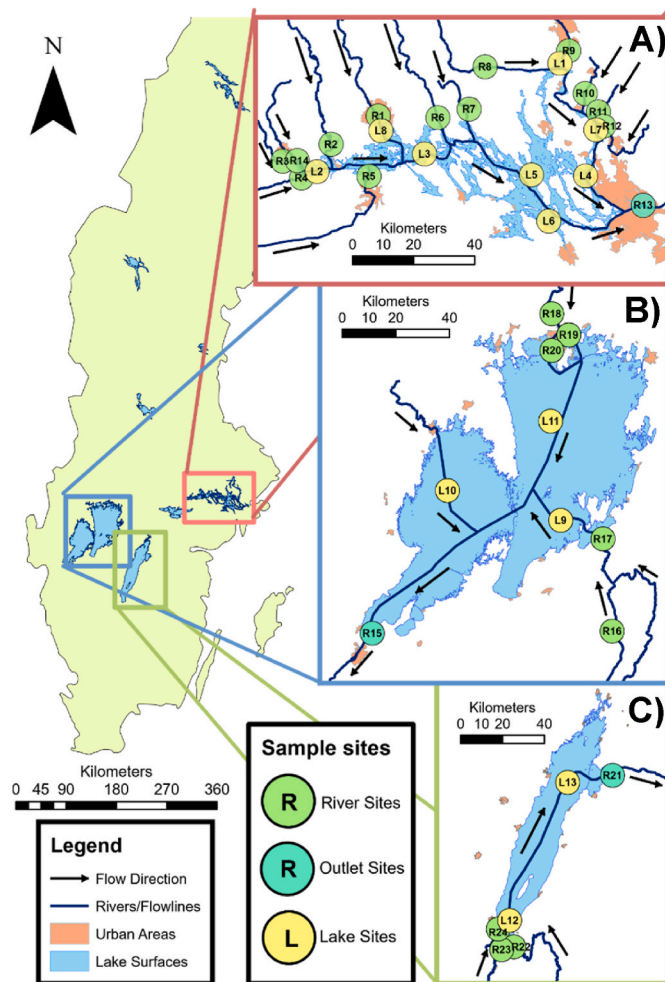 N
A)
R9
L1
R8
R10
R11
R12
L7
R1
L8
R6
R7
R2
L3
R3
R14
R4
L2
R5
L5
L4
L6
R13
Kilometers
0 10 20 40
B)
Kilometers
0 10 20 40
R18
R19
R20
L11
L10
L9
R17
R15
R16
C)
Kilometers
0 10 20 40
L13
R21
L12
R24
R23
R22
Kilometers
0 45 90 180 270 360
Legend
Flow Direction
Rivers/Flowlines
Urban Areas
Lake Surfaces
Sample sites
R River Sites
R Outlet Sites
L Lake Sites